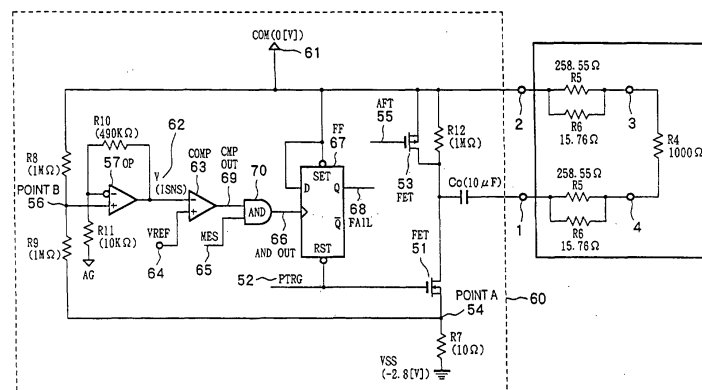 COM(0[V])
61
R10
(490KΩ)
62
57 OP
V
(ISNS)
R8
(1MΩ)
POINT B
56
R9
(1MΩ)
R11
(10KΩ)
AG
COMP
63
CMP
OUT
69
70
AND
VREF
64
MES
65
66
AND OUT
FF
67
SET
D
Q
Q
RST
68
FAIL
52
PTRG
AFT
55
53
FET
R12
(1MΩ)
Co(10μF)
FET
51
POINT A
54
60
R7
(10Ω)
VSS
(-2.8[V])
2
1
258.55Ω
R5
R6
15.76Ω
3
R4
1000Ω
258.55Ω
R5
R6
15.76Ω
4